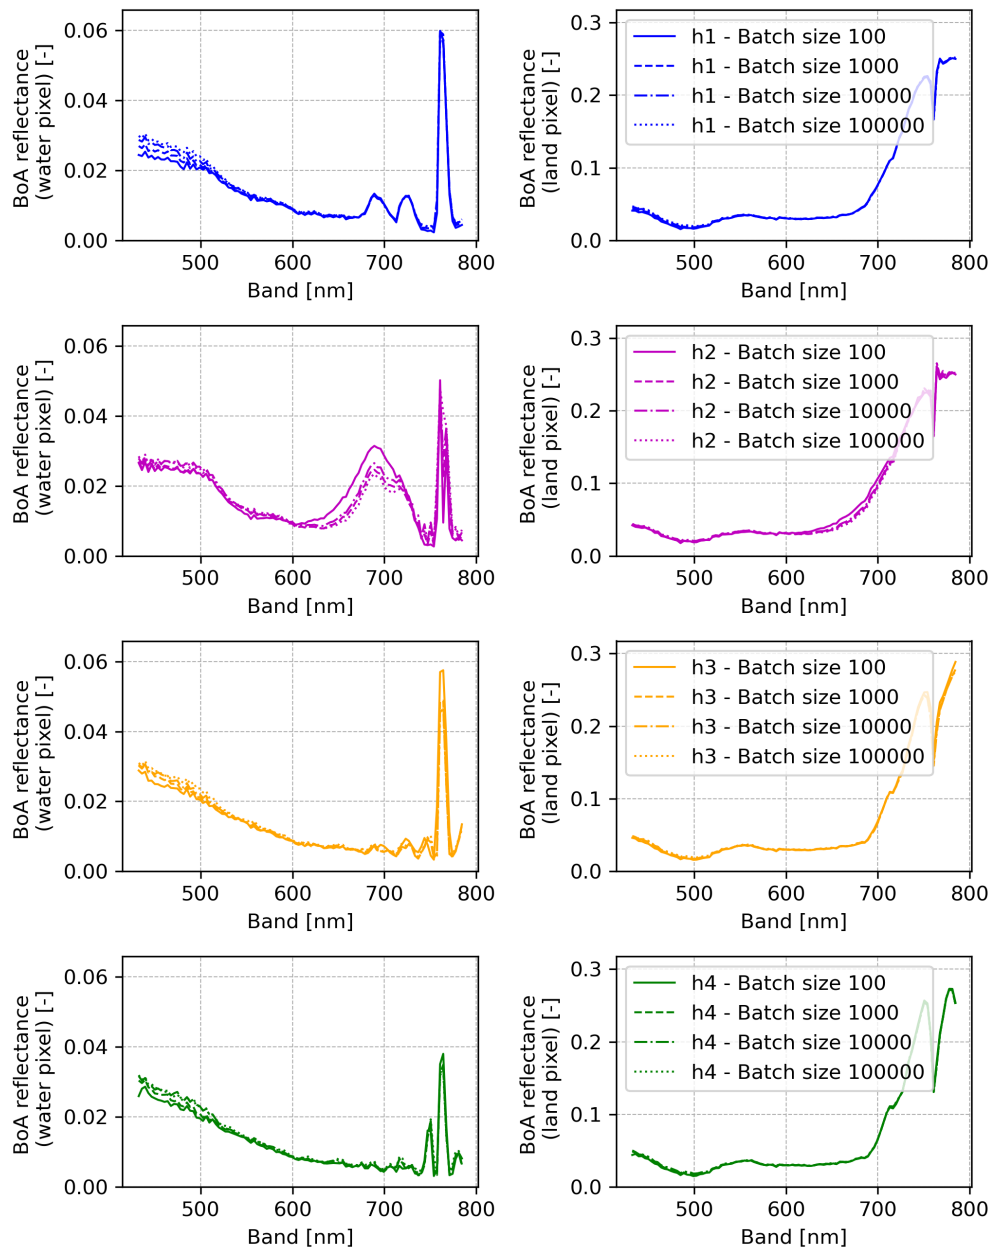 BoA reflectance
(water pixel) [-]
0.06
0.04
0.02
0.00
500
600
700
800
Band [nm]
BoA reflectance
(land pixel) [-]
0.3
0.2
0.1
0.0
h1 - Batch size 100
h1 - Batch size 1000
h1 - Batch size 10000
h1 - Batch size 100000
500
600
700
800
Band [nm]
BoA reflectance
(water pixel) [-]
0.06
0.04
0.02
0.00
500
600
700
800
Band [nm]
BoA reflectance
(land pixel) [-]
0.3
0.2
0.1
0.0
h2 - Batch size 100
h2 - Batch size 1000
h2 - Batch size 10000
h2 - Batch size 100000
500
600
700
800
Band [nm]
BoA reflectance
(water pixel) [-]
0.06
0.04
0.02
0.00
500
600
700
800
Band [nm]
BoA reflectance
(land pixel) [-]
0.3
0.2
0.1
0.0
h3 - Batch size 100
h3 - Batch size 1000
h3 - Batch size 10000
h3 - Batch size 100000
500
600
700
800
Band [nm]
BoA reflectance
(water pixel) [-]
0.06
0.04
0.02
0.00
500
600
700
800
Band [nm]
BoA reflectance
(land pixel) [-]
0.3
0.2
0.1
0.0
h4 - Batch size 100
h4 - Batch size 1000
h4 - Batch size 10000
h4 - Batch size 100000
500
600
700
800
Band [nm]